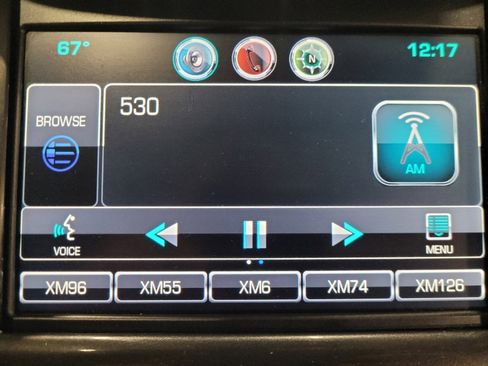 67°
N
12:17
BROWSE
530
AM
VOICE
MENU
XM96
XM55
XM6
XM74
XM126